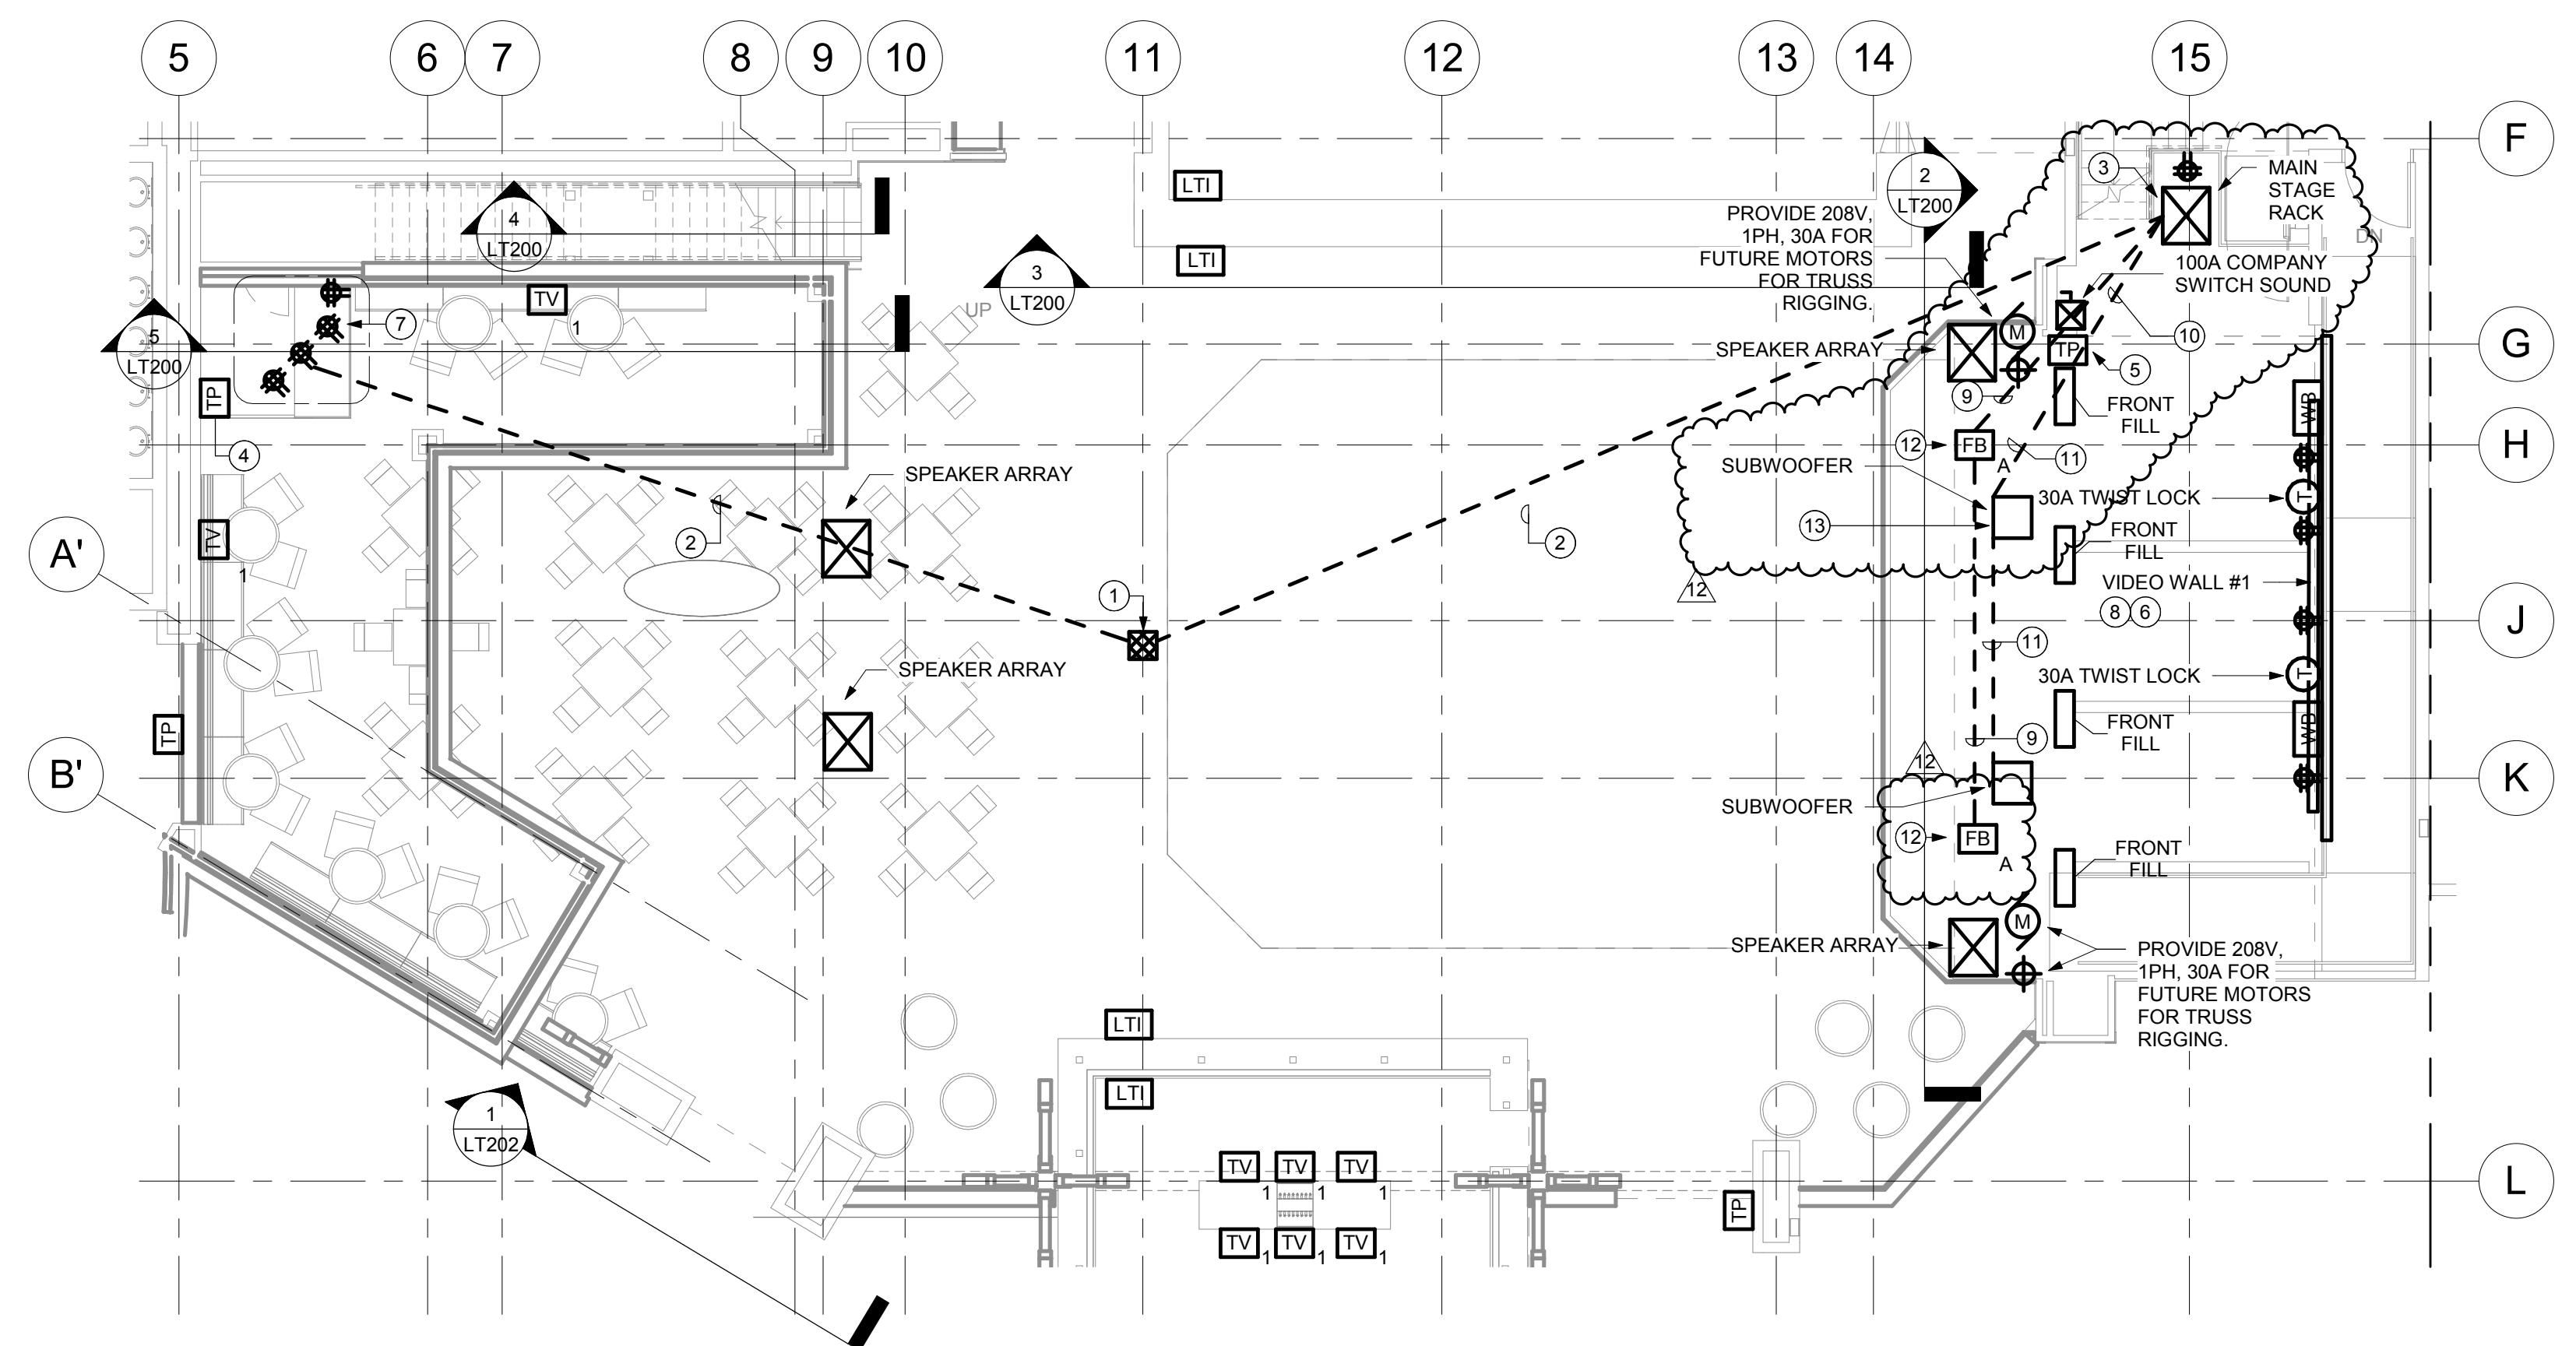 5
6
7
8
9
10
11
12
13
14
15
F
G
H
J
K
L
A'
B'
4
LT200
5
LT200
3
LT200
2
LT200
1
LT202
LTI
LTI
UP
TV
1
7
TP
4
TV
1
TP
2
SPEAKER ARRAY
SPEAKER ARRAY
1
2
PROVIDE 208V,
1PH, 30A FOR
FUTURE MOTORS
FOR TRUSS
RIGGING.
3
MAIN
STAGE
RACK
DN
100A COMPANY
SWITCH SOUND
10
M
SPEAKER ARRAY
TP
5
9
FRONT
FILL
WB
12
FB
A
11
SUBWOOFER
30A TWIST LOCK
T
13
FRONT
FILL
VIDEO WALL #1
8
6
12
11
30A TWIST LOCK
T
FRONT
FILL
WB
9
12
SUBWOOFER
12
FB
A
FRONT
FILL
M
SPEAKER ARRAY
PROVIDE 208V,
1PH, 30A FOR
FUTURE MOTORS
FOR TRUSS
RIGGING.
LTI
LTI
TV
1
TV
1
TV
1
TV
1
TV
1
TV
1
TP